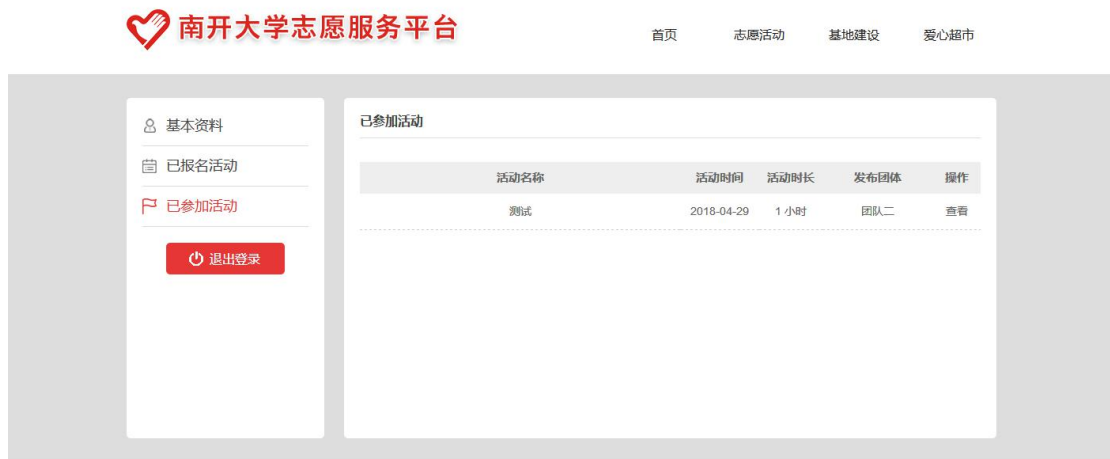 南开大学志愿服务平台
首页 志愿活动 基地建设 爱心超市
基本资料
已报名活动
已参加活动
退出登录
已参加活动
活动名称 活动时间 活动时长 发布团体 操作
测试 2018-04-29 1 小时 团队二 查看